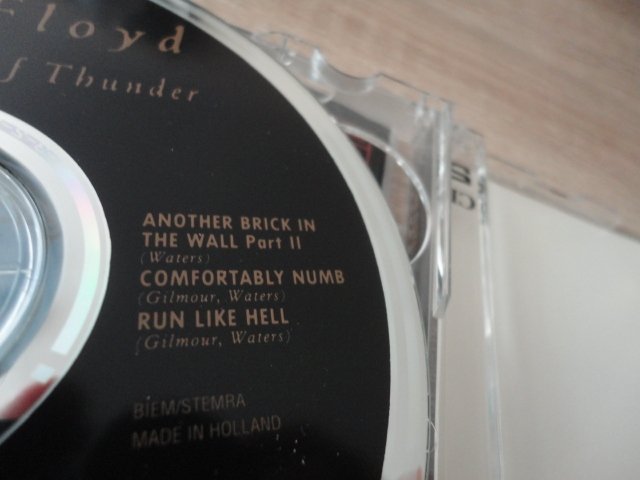 Floyd
of Thunder
ANOTHER BRICK IN
THE WALL Part II
(Waters)
COMFORTABLY NUMB
(Gilmour, Waters)
RUN LIKE HELL
(Gilmour, Waters)
BIEM/STEMRA
MADE IN HOLLAND